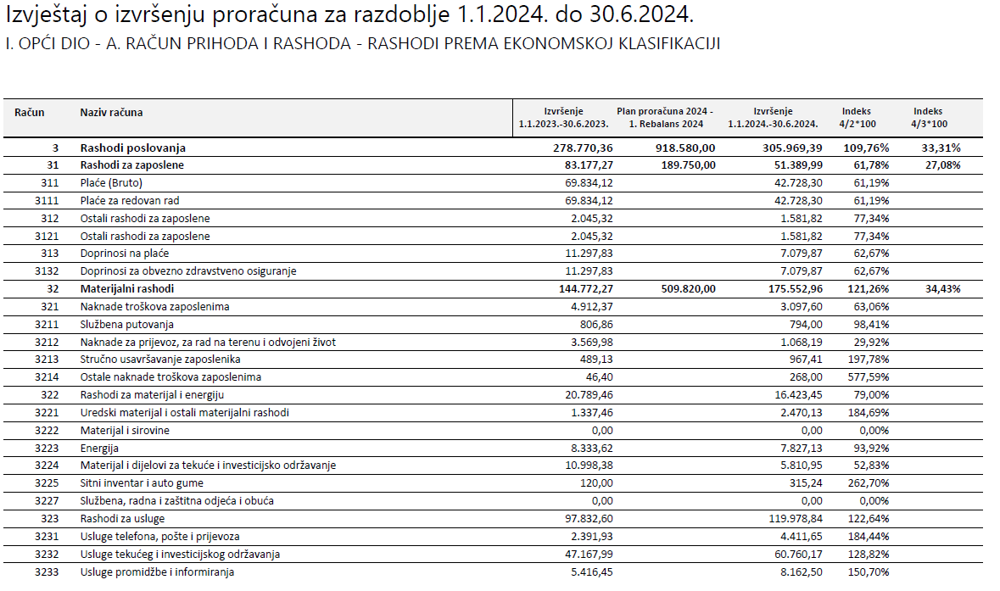 Izvještaj o izvršenju proračuna za razdoblje 1.1.2024. do 30.6.2024.
I. OPĆI DIO - A. RAČUN PRIHODA I RASHODA - RASHODI PREMA EKONOMSKOJ KLASIFIKACIJI
Račun Naziv računa Izvršenje 1.1.2023.-30.6.2023. Plan proračuna 2024 - 1. Rebalans 2024 Izvršenje 1.1.2024.-30.6.2024. Indeks 4/2*100 Indeks 4/3*100
3 Rashodi poslovanja 278.770,36 918.580,00 305.969,39 109,76% 33,31%
31 Rashodi za zaposlene 83.177,27 189.750,00 51.389,99 61,78% 27,08%
311 Plaće (Bruto) 69.834,12 42.728,30 61,19%
3111 Plaće za redovan rad 69.834,12 42.728,30 61,19%
312 Ostali rashodi za zaposlene 2.045,32 1.581,82 77,34%
3121 Ostali rashodi za zaposlene 2.045,32 1.581,82 77,34%
313 Doprinosi na plaće 11.297,83 7.079,87 62,67%
3132 Doprinosi za obvezno zdravstveno osiguranje 11.297,83 7.079,87 62,67%
32 Materijalni rashodi 144.772,27 509.820,00 175.552,96 121,26% 34,43%
321 Naknade troškova zaposlenima 4.912,37 3.097,60 63,06%
3211 Službena putovanja 806,86 794,00 98,41%
3212 Naknade za prijevoz, za rad na terenu i odvojeni život 3.569,98 1.068,19 29,92%
3213 Stručno usavršavanje zaposlenika 489,13 967,41 197,78%
3214 Ostale naknade troškova zaposlenima 46,40 268,00 577,59%
322 Rashodi za materijal i energiju 20.789,46 16.423,45 79,00%
3221 Uredski materijal i ostali materijalni rashodi 1.337,46 2.470,13 184,69%
3222 Materijal i sirovine 0,00 0,00 0,00%
3223 Energija 8.333,62 7.827,13 93,92%
3224 Materijal i dijelovi za tekuće i investicijsko održavanje 10.998,38 5.810,95 52,83%
3225 Sitni inventar i auto gume 120,00 315,24 262,70%
3227 Službena, radna i zaštitna odjeća i obuća 0,00 0,00 0,00%
323 Rashodi za usluge 97.832,60 119.978,84 122,64%
3231 Usluge telefona, pošte i prijevoza 2.391,93 4.411,65 184,44%
3232 Usluge tekućeg i investicijskog održavanja 47.167,99 60.760,17 128,82%
3233 Usluge promidžbe i informiranja 5.416,45 8.162,50 150,70%